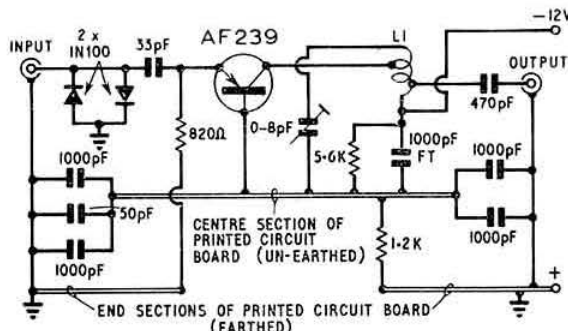 AF239
L1
−12V
INPUT
2 x
IN100
33pF
OUTPUT
470pF
820Ω
0-8pF
5·6K
1000pF
FT
1000pF
50pF
1000pF
1000pF
1000pF
CENTRE SECTION OF
PRINTED CIRCUIT
BOARD (UN-EARTHED)
1·2K
+
END SECTIONS OF PRINTED CIRCUIT BOARD
(EARTHED)